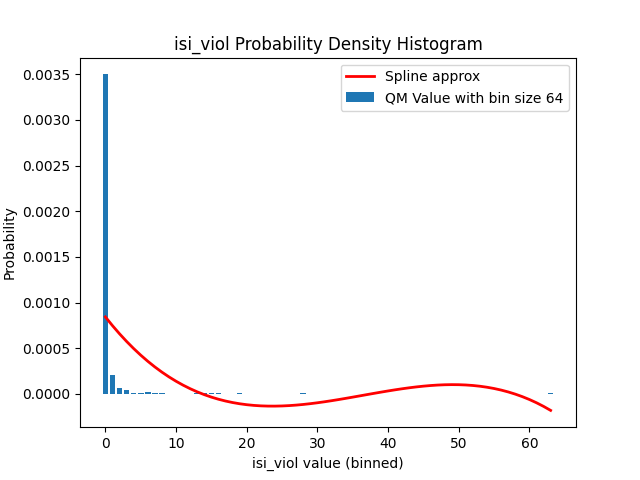 isi_viol Probability Density Histogram
Spline approx
QM Value with bin size 64
Probability
0.0035
0.0030
0.0025
0.0020
0.0015
0.0010
0.0005
0.0000
0 10 20 30 40 50 60
isi_viol value (binned)